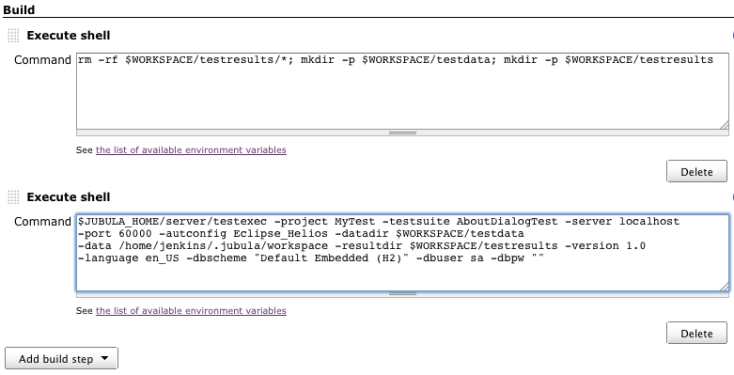 Build
Execute shell
Command
rm -rf $WORKSPACE/testresults/*; mkdir -p $WORKSPACE/testdata; mkdir -p $WORKSPACE/testresults
See the list of available environment variables
Delete
Execute shell
Command
$JUBULA_HOME/server/testexec -project MyTest -testsuite AboutDialogTest -server localhost
-port 60000 -autconfig Eclipse_Helios -datadir $WORKSPACE/testdata
-data /home/jenkins/.jubula/workspace -resultdir $WORKSPACE/testresults -version 1.0
-language en_US -dbscheme "Default Embedded (H2)" -dbuser sa -dbpw ""
See the list of available environment variables
Delete
Add build step